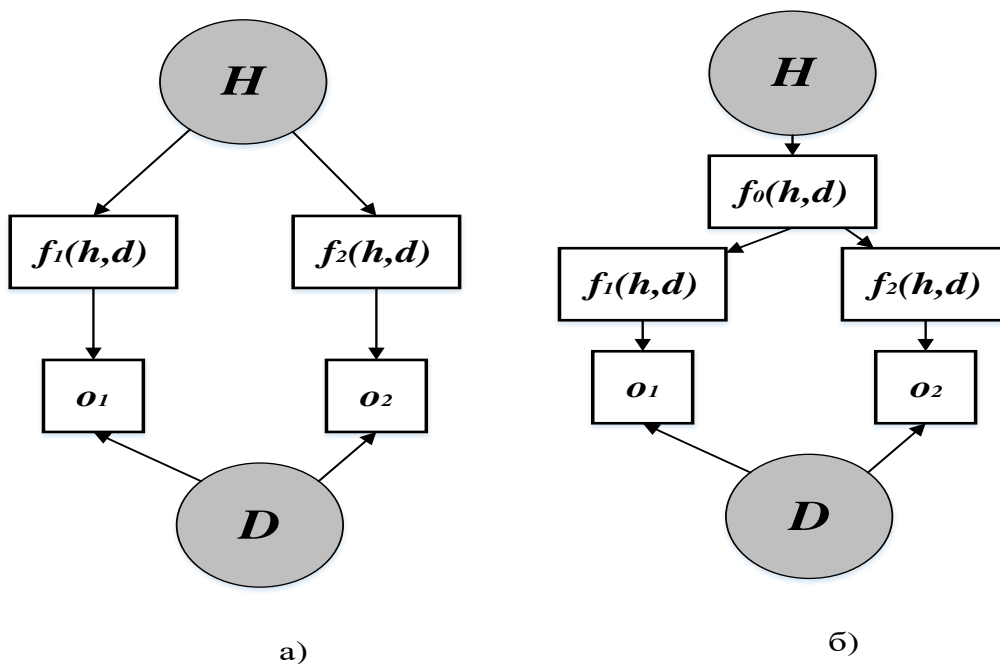 H
f₁(h,d)
f₂(h,d)
o₁
o₂
D
а)
H
f₀(h,d)
f₁(h,d)
f₂(h,d)
o₁
o₂
D
б)